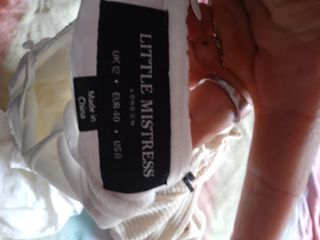 LITTLE MISTRESS
LONDON
UK 12 • EUR 40 • US 8
Made in
China